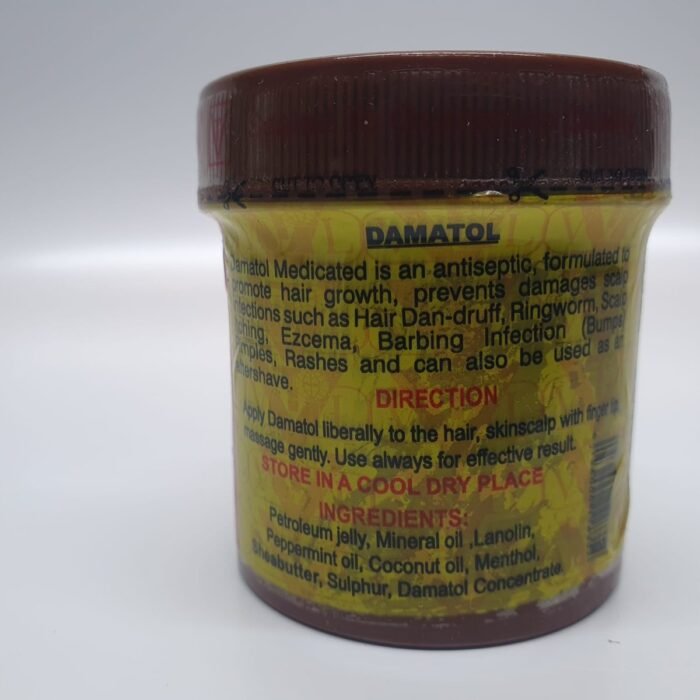 CUT TO OPEN
DAMATOL
Damatol Medicated is an antiseptic, formulated to
promote hair growth, prevents damages scalp
infections such as Hair Dan-druff, Ringworm, Scalp
Itching, Ezcema, Barbing Infection (Bumps)
Pimples, Rashes and can also be used as an
aftershave.
DIRECTION
Apply Damatol liberally to the hair, skinscalp with finger tip,
massage gently. Use always for effective result.
STORE IN A COOL DRY PLACE
INGREDIENTS:
Petroleum jelly, Mineral oil ,Lanolin,
Peppermint oil, Coconut oil, Menthol,
Sheabutter, Sulphur, Damatol Concentrate.